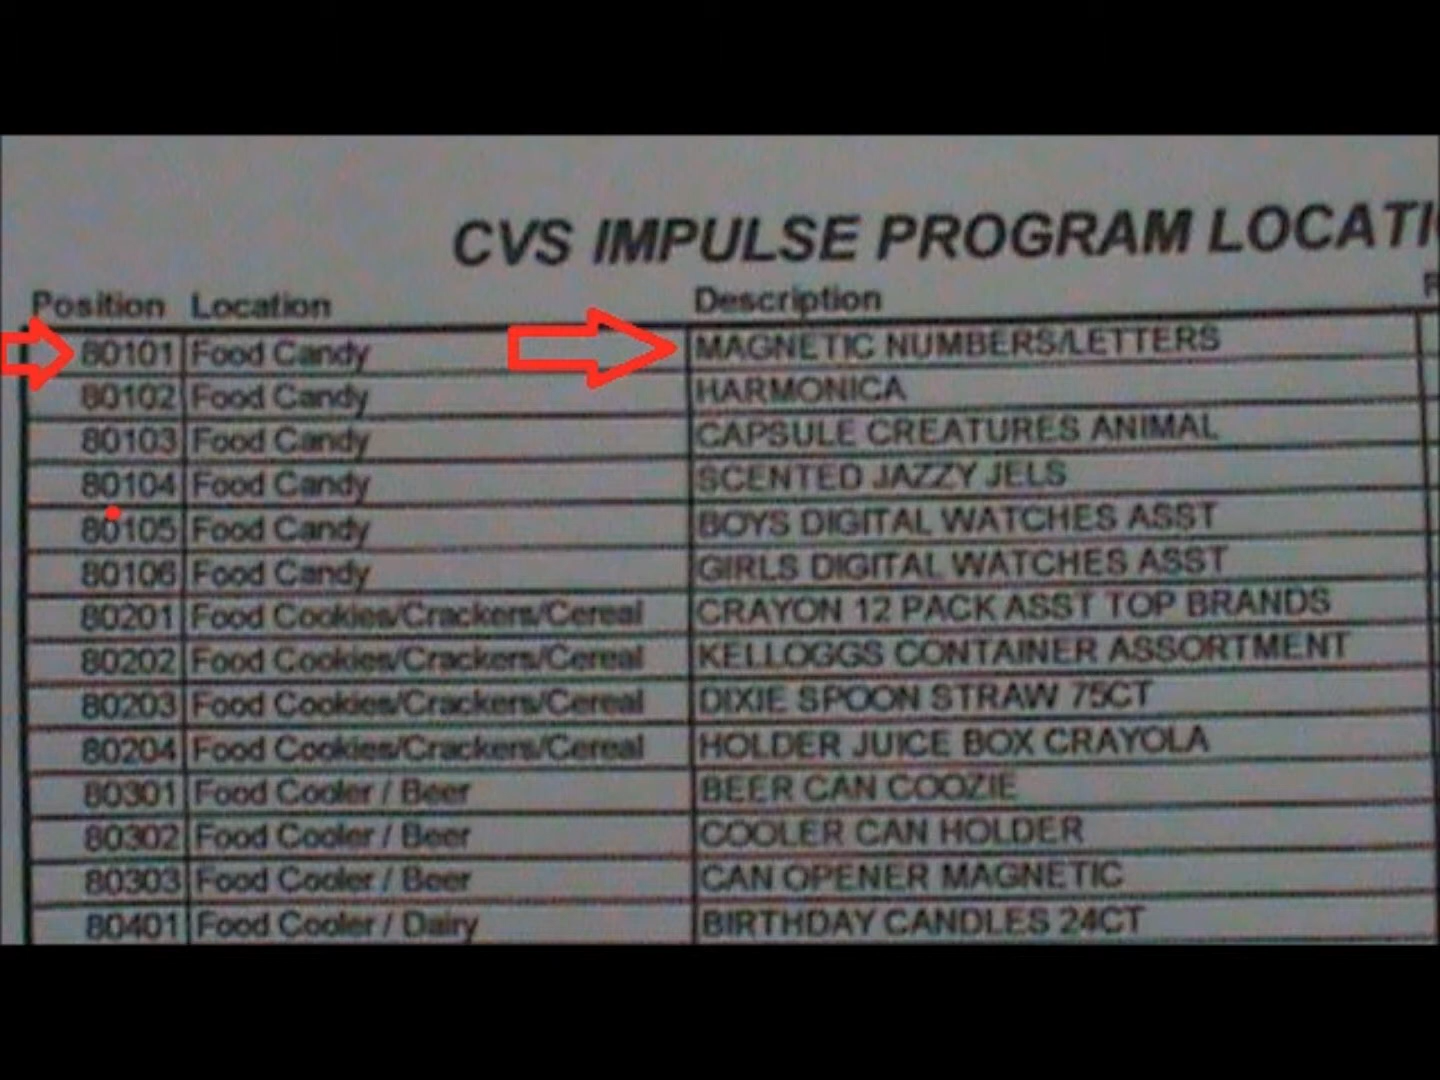 CVS IMPULSE PROGRAM LOCATI
Position Location Description
80101 Food Candy MAGNETIC NUMBERS/LETTERS
80102 Food Candy HARMONICA
80103 Food Candy CAPSULE CREATURES ANIMAL
80104 Food Candy SCENTED JAZZY JELS
80105 Food Candy BOYS DIGITAL WATCHES ASST
80106 Food Candy GIRLS DIGITAL WATCHES ASST
80201 Food Cookies/Crackers/Cereal CRAYON 12 PACK ASST TOP BRANDS
80202 Food Cookies/Crackers/Cereal KELLOGGS CONTAINER ASSORTMENT
80203 Food Cookies/Crackers/Cereal DIXIE SPOON STRAW 75CT
80204 Food Cookies/Crackers/Cereal HOLDER JUICE BOX CRAYOLA
80301 Food Cooler / Beer BEER CAN COOZIE
80302 Food Cooler / Beer COOLER CAN HOLDER
80303 Food Cooler / Beer CAN OPENER MAGNETIC
80401 Food Cooler / Dairy BIRTHDAY CANDLES 24CT